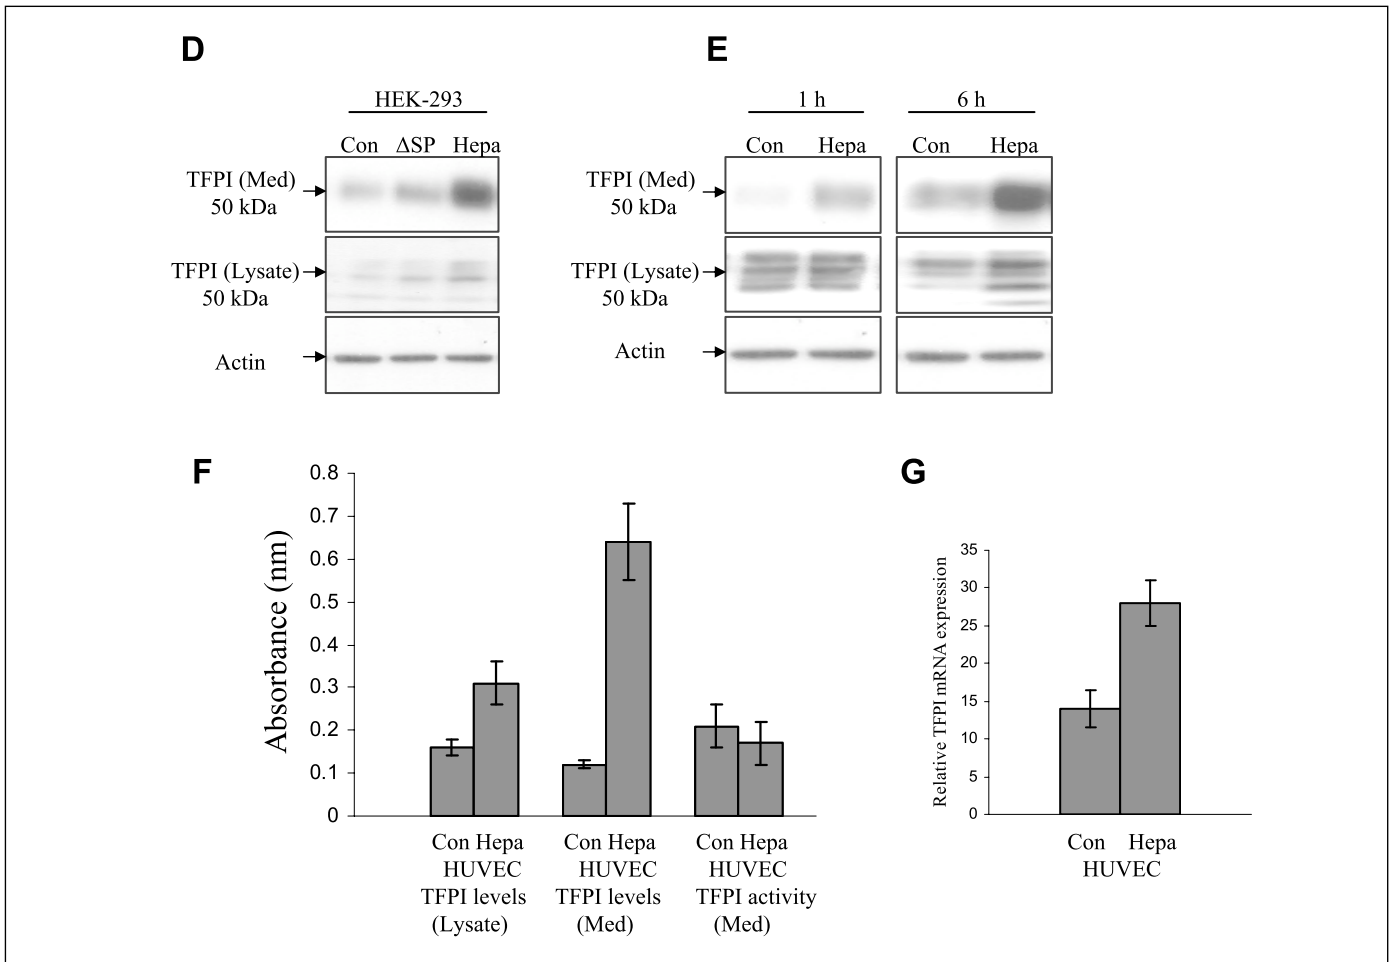 D
HEK-293
Con ΔSP Hepa
TFPI (Med)
50 kDa
TFPI (Lysate)
50 kDa
Actin
E
1 h 6 h
Con Hepa Con Hepa
TFPI (Med)
50 kDa
TFPI (Lysate)
50 kDa
Actin
F
Absorbance (nm)
0.8
0.7
0.6
0.5
0.4
0.3
0.2
0.1
0
Con Hepa
HUVEC
TFPI levels
(Lysate)
Con Hepa
HUVEC
TFPI levels
(Med)
Con Hepa
HUVEC
TFPI activity
(Med)
G
Relative TFPI mRNA expression
35
30
25
20
15
10
5
0
Con Hepa
HUVEC